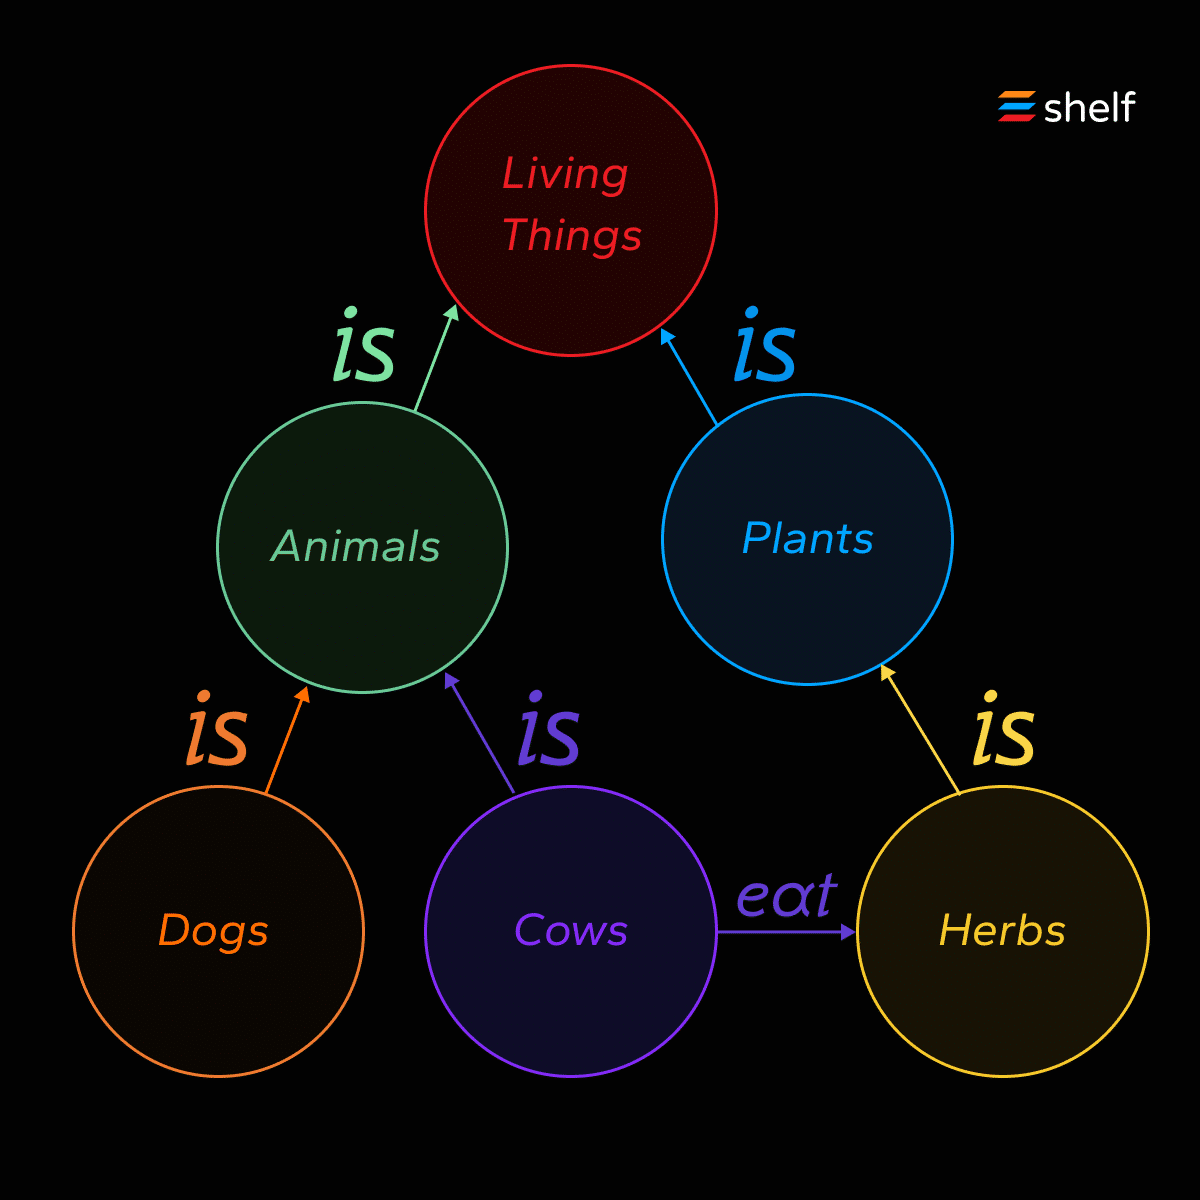 shelf
Living
Things
is
is
Animals
Plants
is
is
is
Dogs
Cows
eat
Herbs